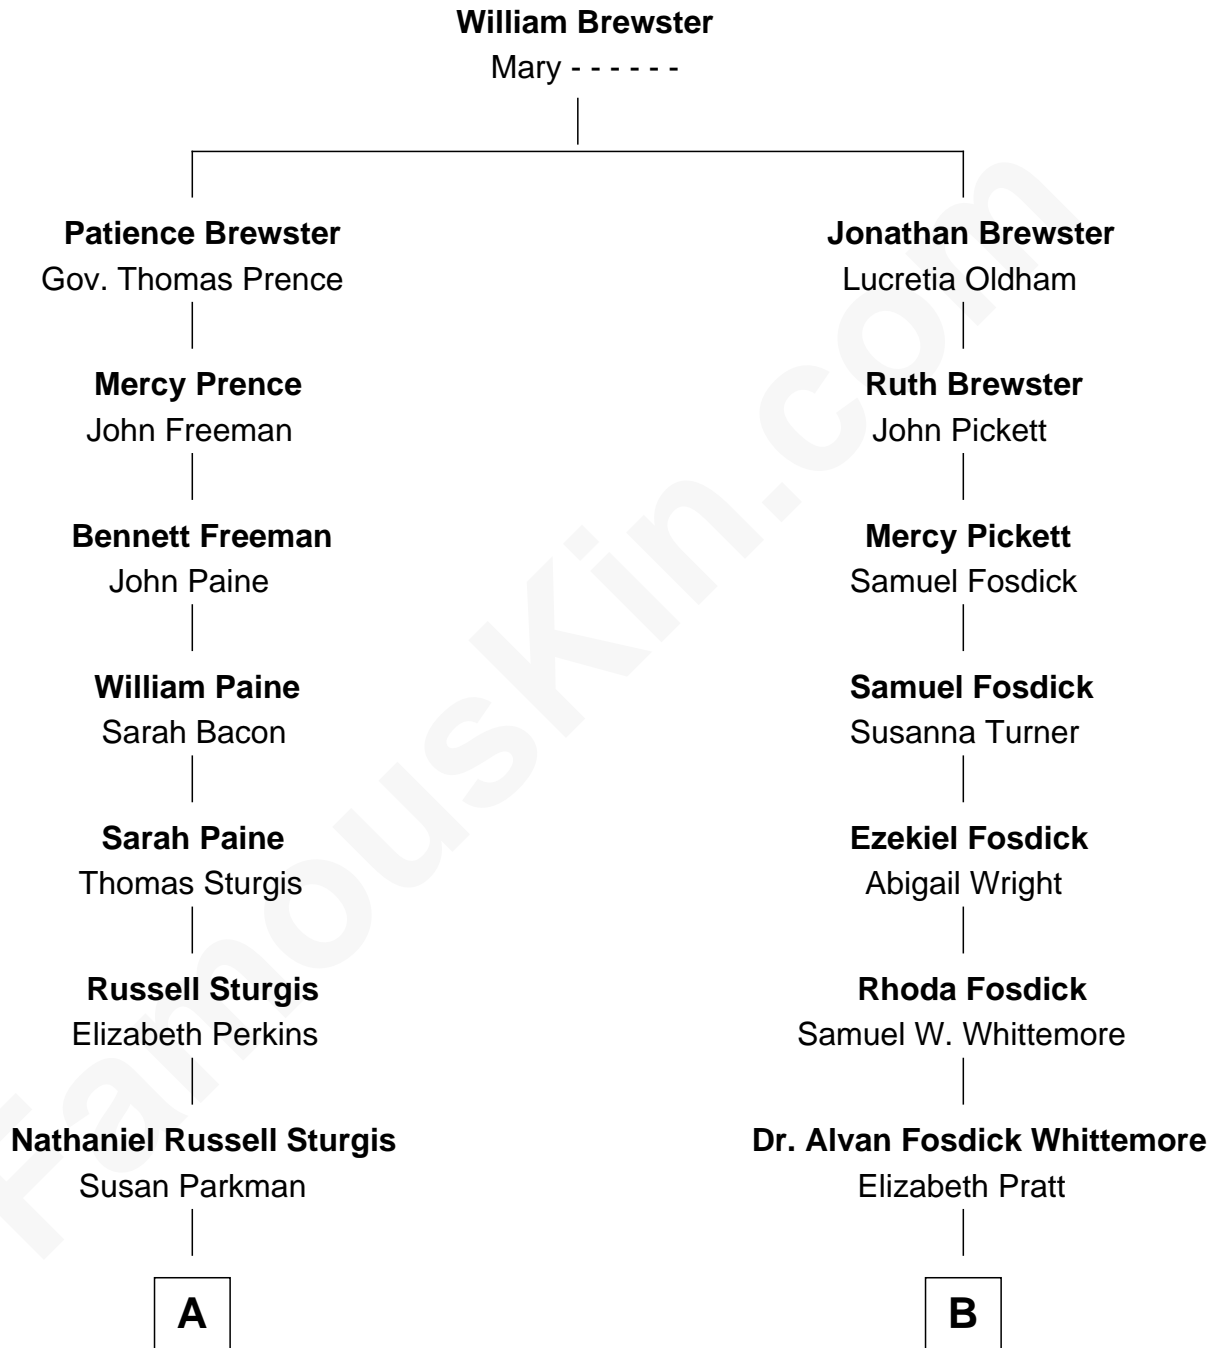 William Brewster
Mary - - - - - -
Patience Brewster
Gov. Thomas Prence
Jonathan Brewster
Lucretia Oldham
Mercy Prence
John Freeman
Ruth Brewster
John Pickett
Bennett Freeman
John Paine
Mercy Pickett
Samuel Fosdick
William Paine
Sarah Bacon
Samuel Fosdick
Susanna Turner
Sarah Paine
Thomas Sturgis
Ezekiel Fosdick
Abigail Wright
Russell Sturgis
Elizabeth Perkins
Rhoda Fosdick
Samuel W. Whittemore
Nathaniel Russell Sturgis
Susan Parkman
Dr. Alvan Fosdick Whittemore
Elizabeth Pratt
A
B
FamousKin.com